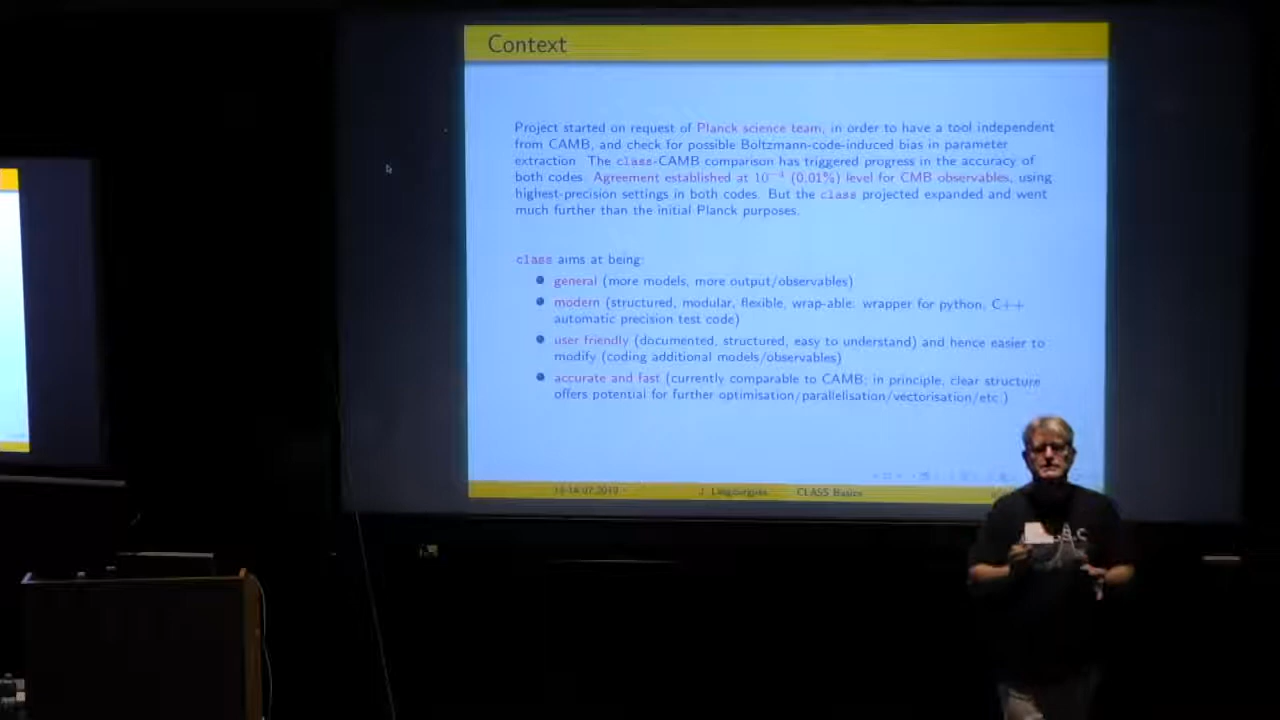 Context
Project started on request of Planck science team, in order to have a tool independent
from CAMB, and check for possible Boltzmann-code-induced bias in parameter
extraction. The class-CAMB comparison has triggered progress in the accuracy of
both codes. Agreement established at 10⁻⁴ (0.01%) level for CMB observables, using
highest-precision settings in both codes. But the class projected expanded and went
much further than the initial Planck purposes.
class aims at being:
general (more models, more output/observables)
modern (structured, modular, flexible, wrap-able: wrapper for python, C++
automatic precision test code)
user friendly (documented, structured, easy to understand) and hence easier to
modify (coding additional models/observables)
accurate and fast (currently comparable to CAMB; in principle, clear structure
offers potential for further optimisation/parallelisation/vectorisation/etc.)
J. Lesgourgues
CLASS Basics